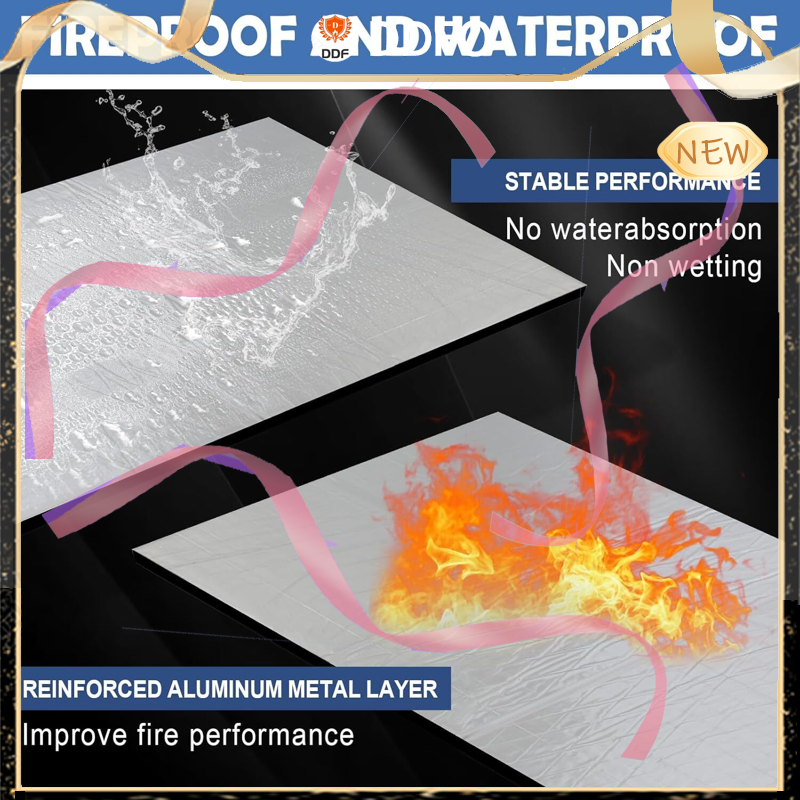 FIREPROOF AND WATERPROOF
DDF
STABLE PERFORMANCE
NEW
No waterabsorption
Non wetting
REINFORCED ALUMINUM METAL LAYER
Improve fire performance